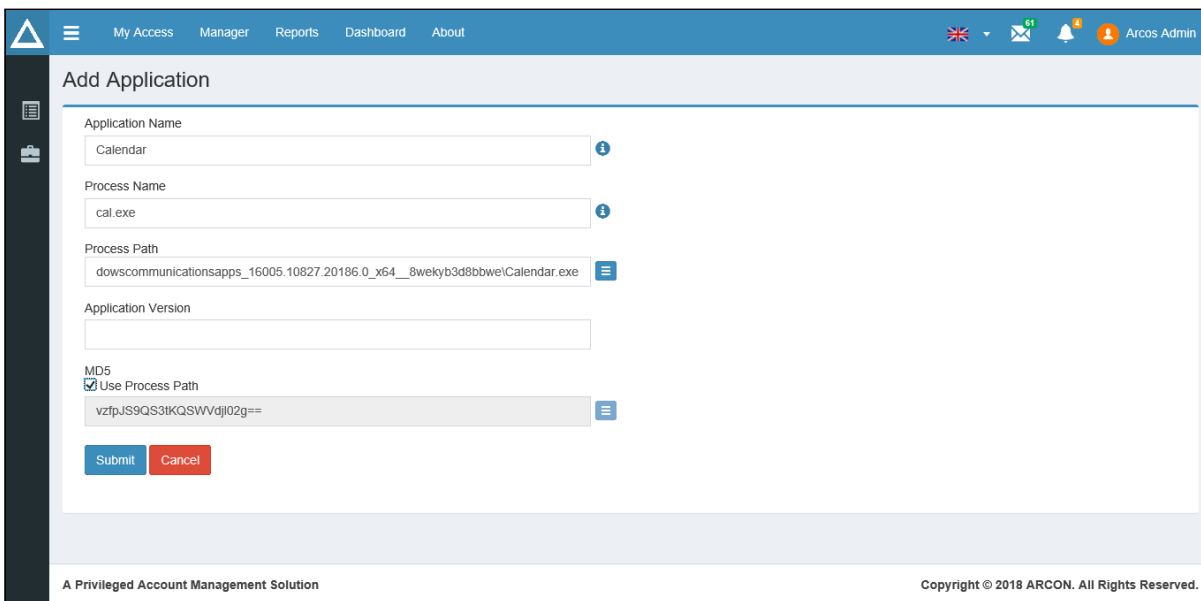 My Access Manager Reports Dashboard About 61 4 Arcos Admin
Add Application
Application Name
Calendar
Process Name
cal.exe
Process Path
dowscommunicationsapps_16005.10827.20186.0_x64__8wekyb3d8bbwe\Calendar.exe
Application Version
MD5
Use Process Path
vzfpJS9QS3tKQSWVdjl02g==
Submit Cancel
A Privileged Account Management Solution Copyright © 2018 ARCON. All Rights Reserved.